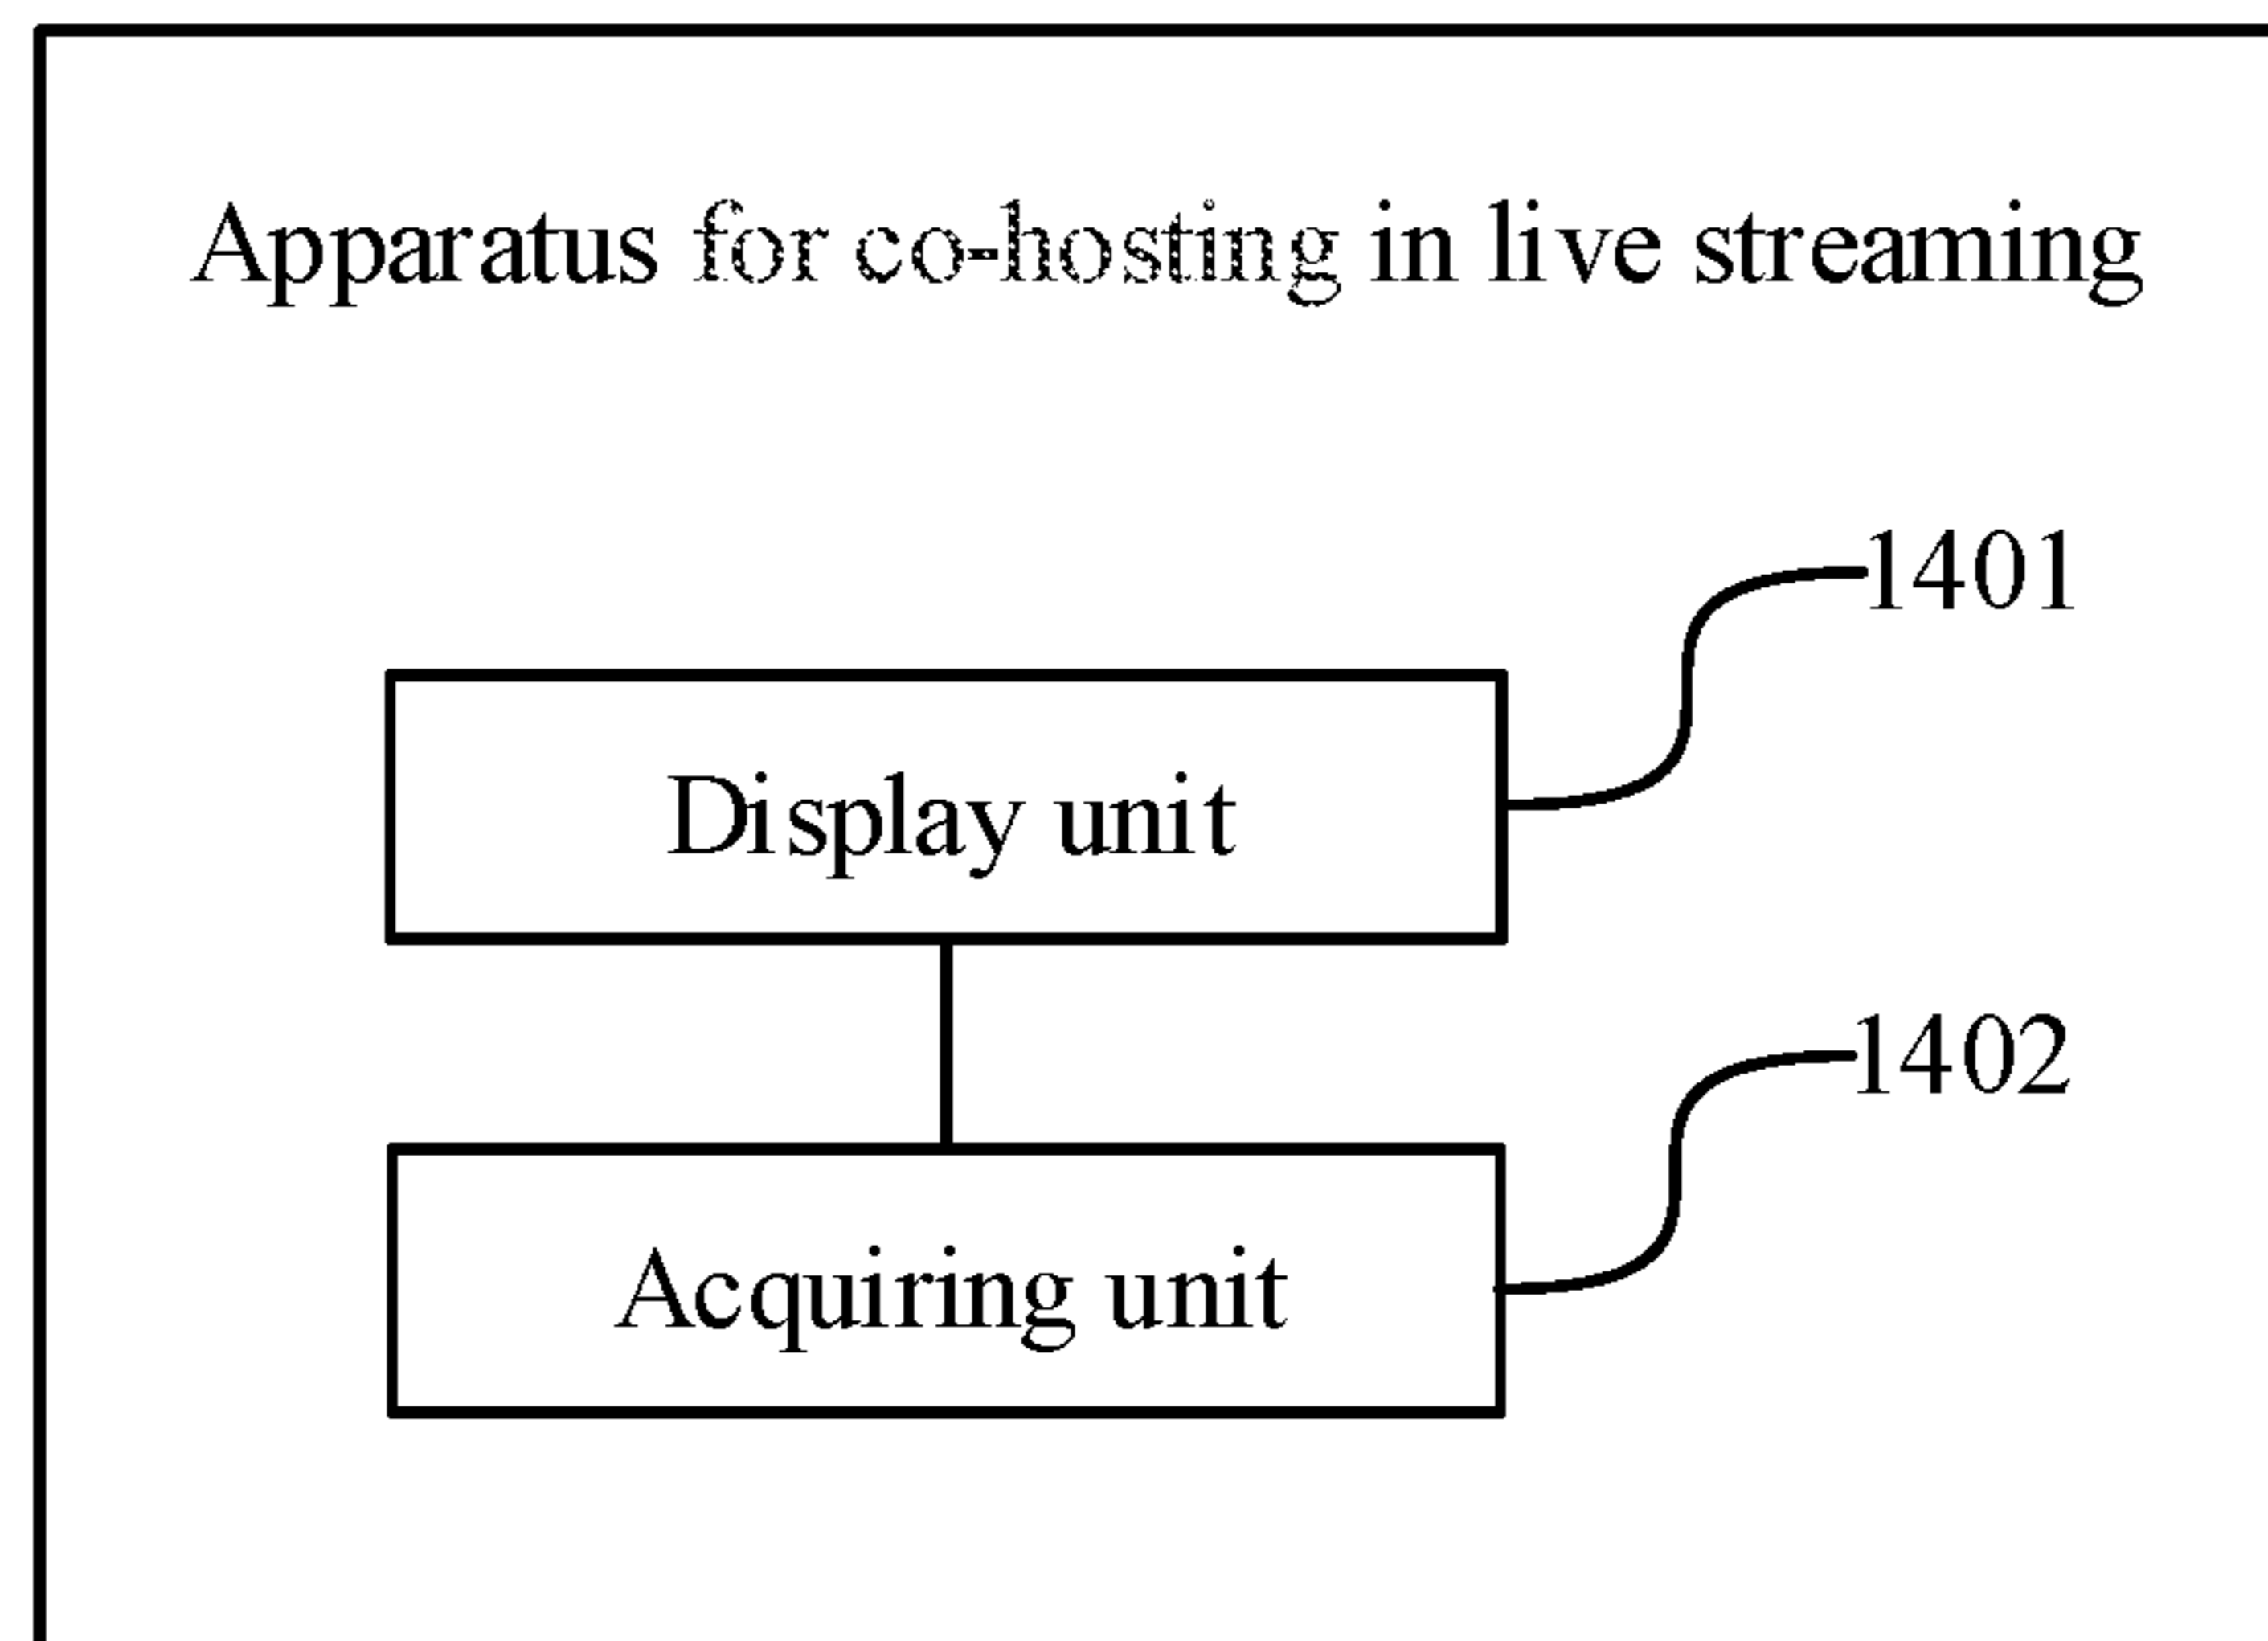 Apparatus for co-hosting in live streaming
1401
Display unit
1402
Acquiring unit